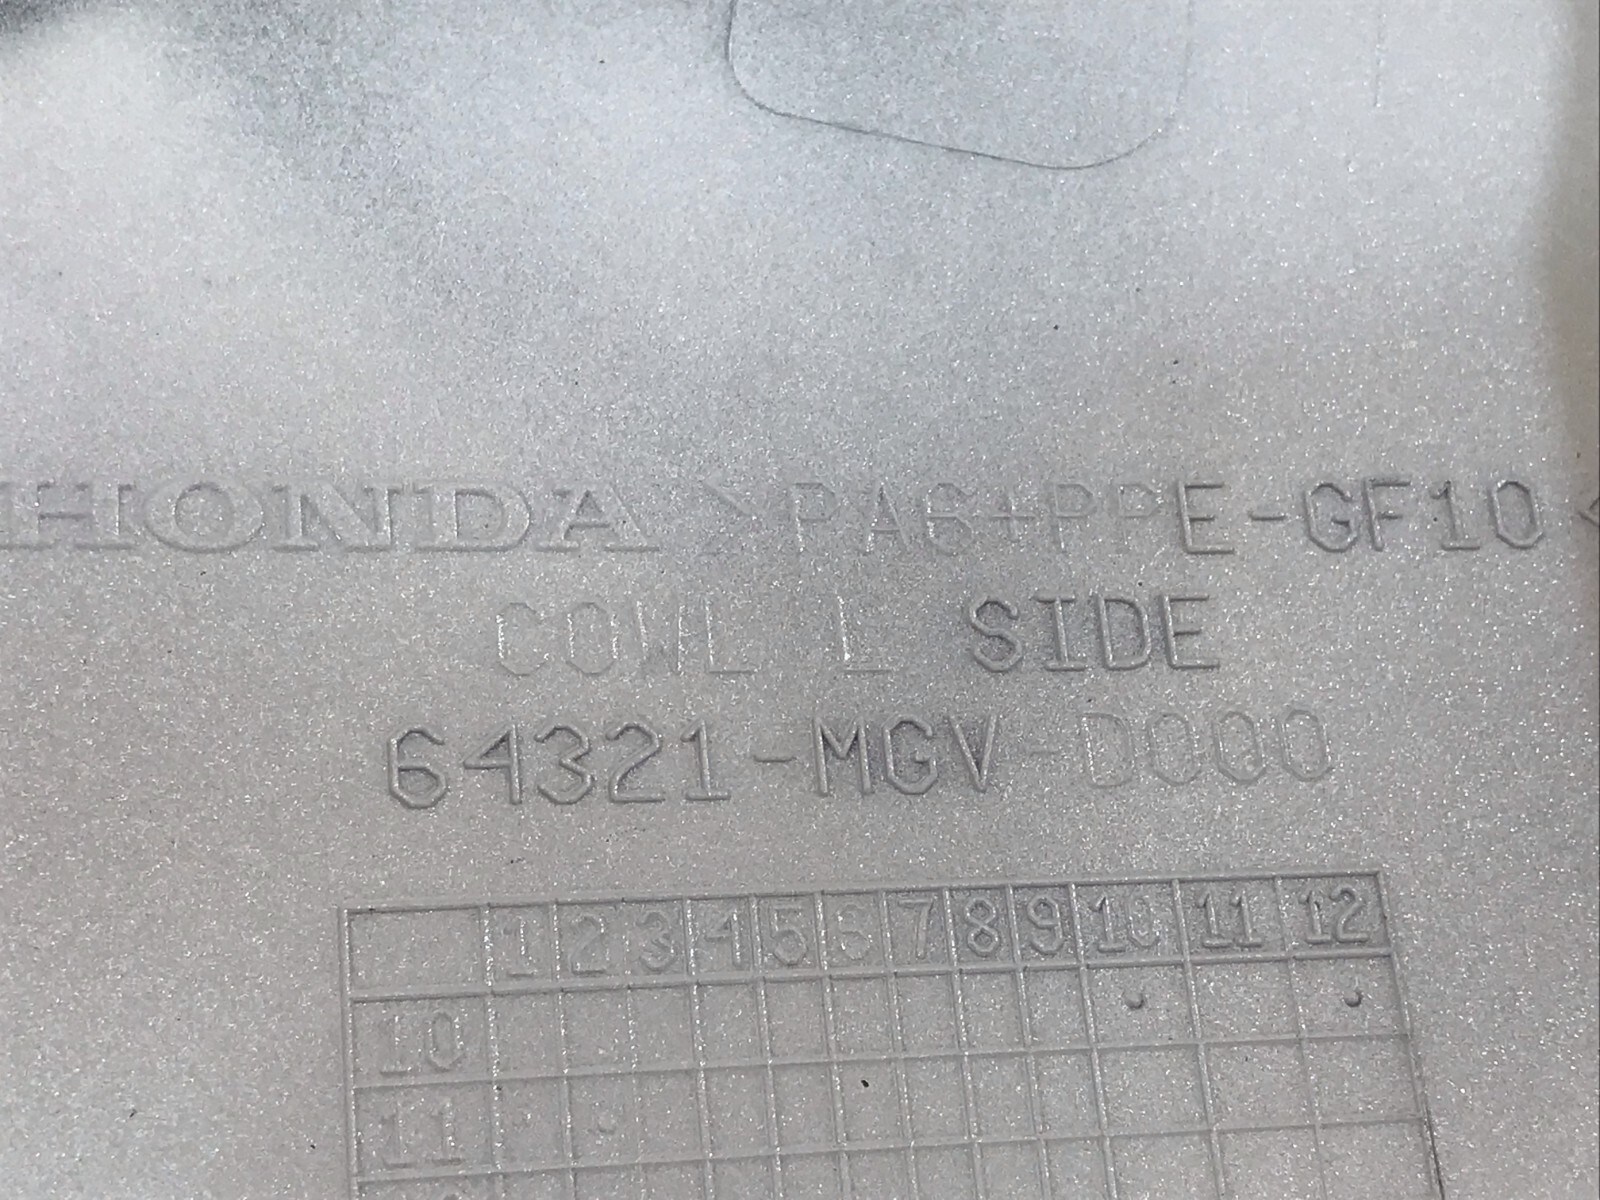 HONDA >PA6+PPE-GF10<
COWL L SIDE
64321-MGV-D000
1 2 3 4 5 6 7 8 9 10 11 12
10
11